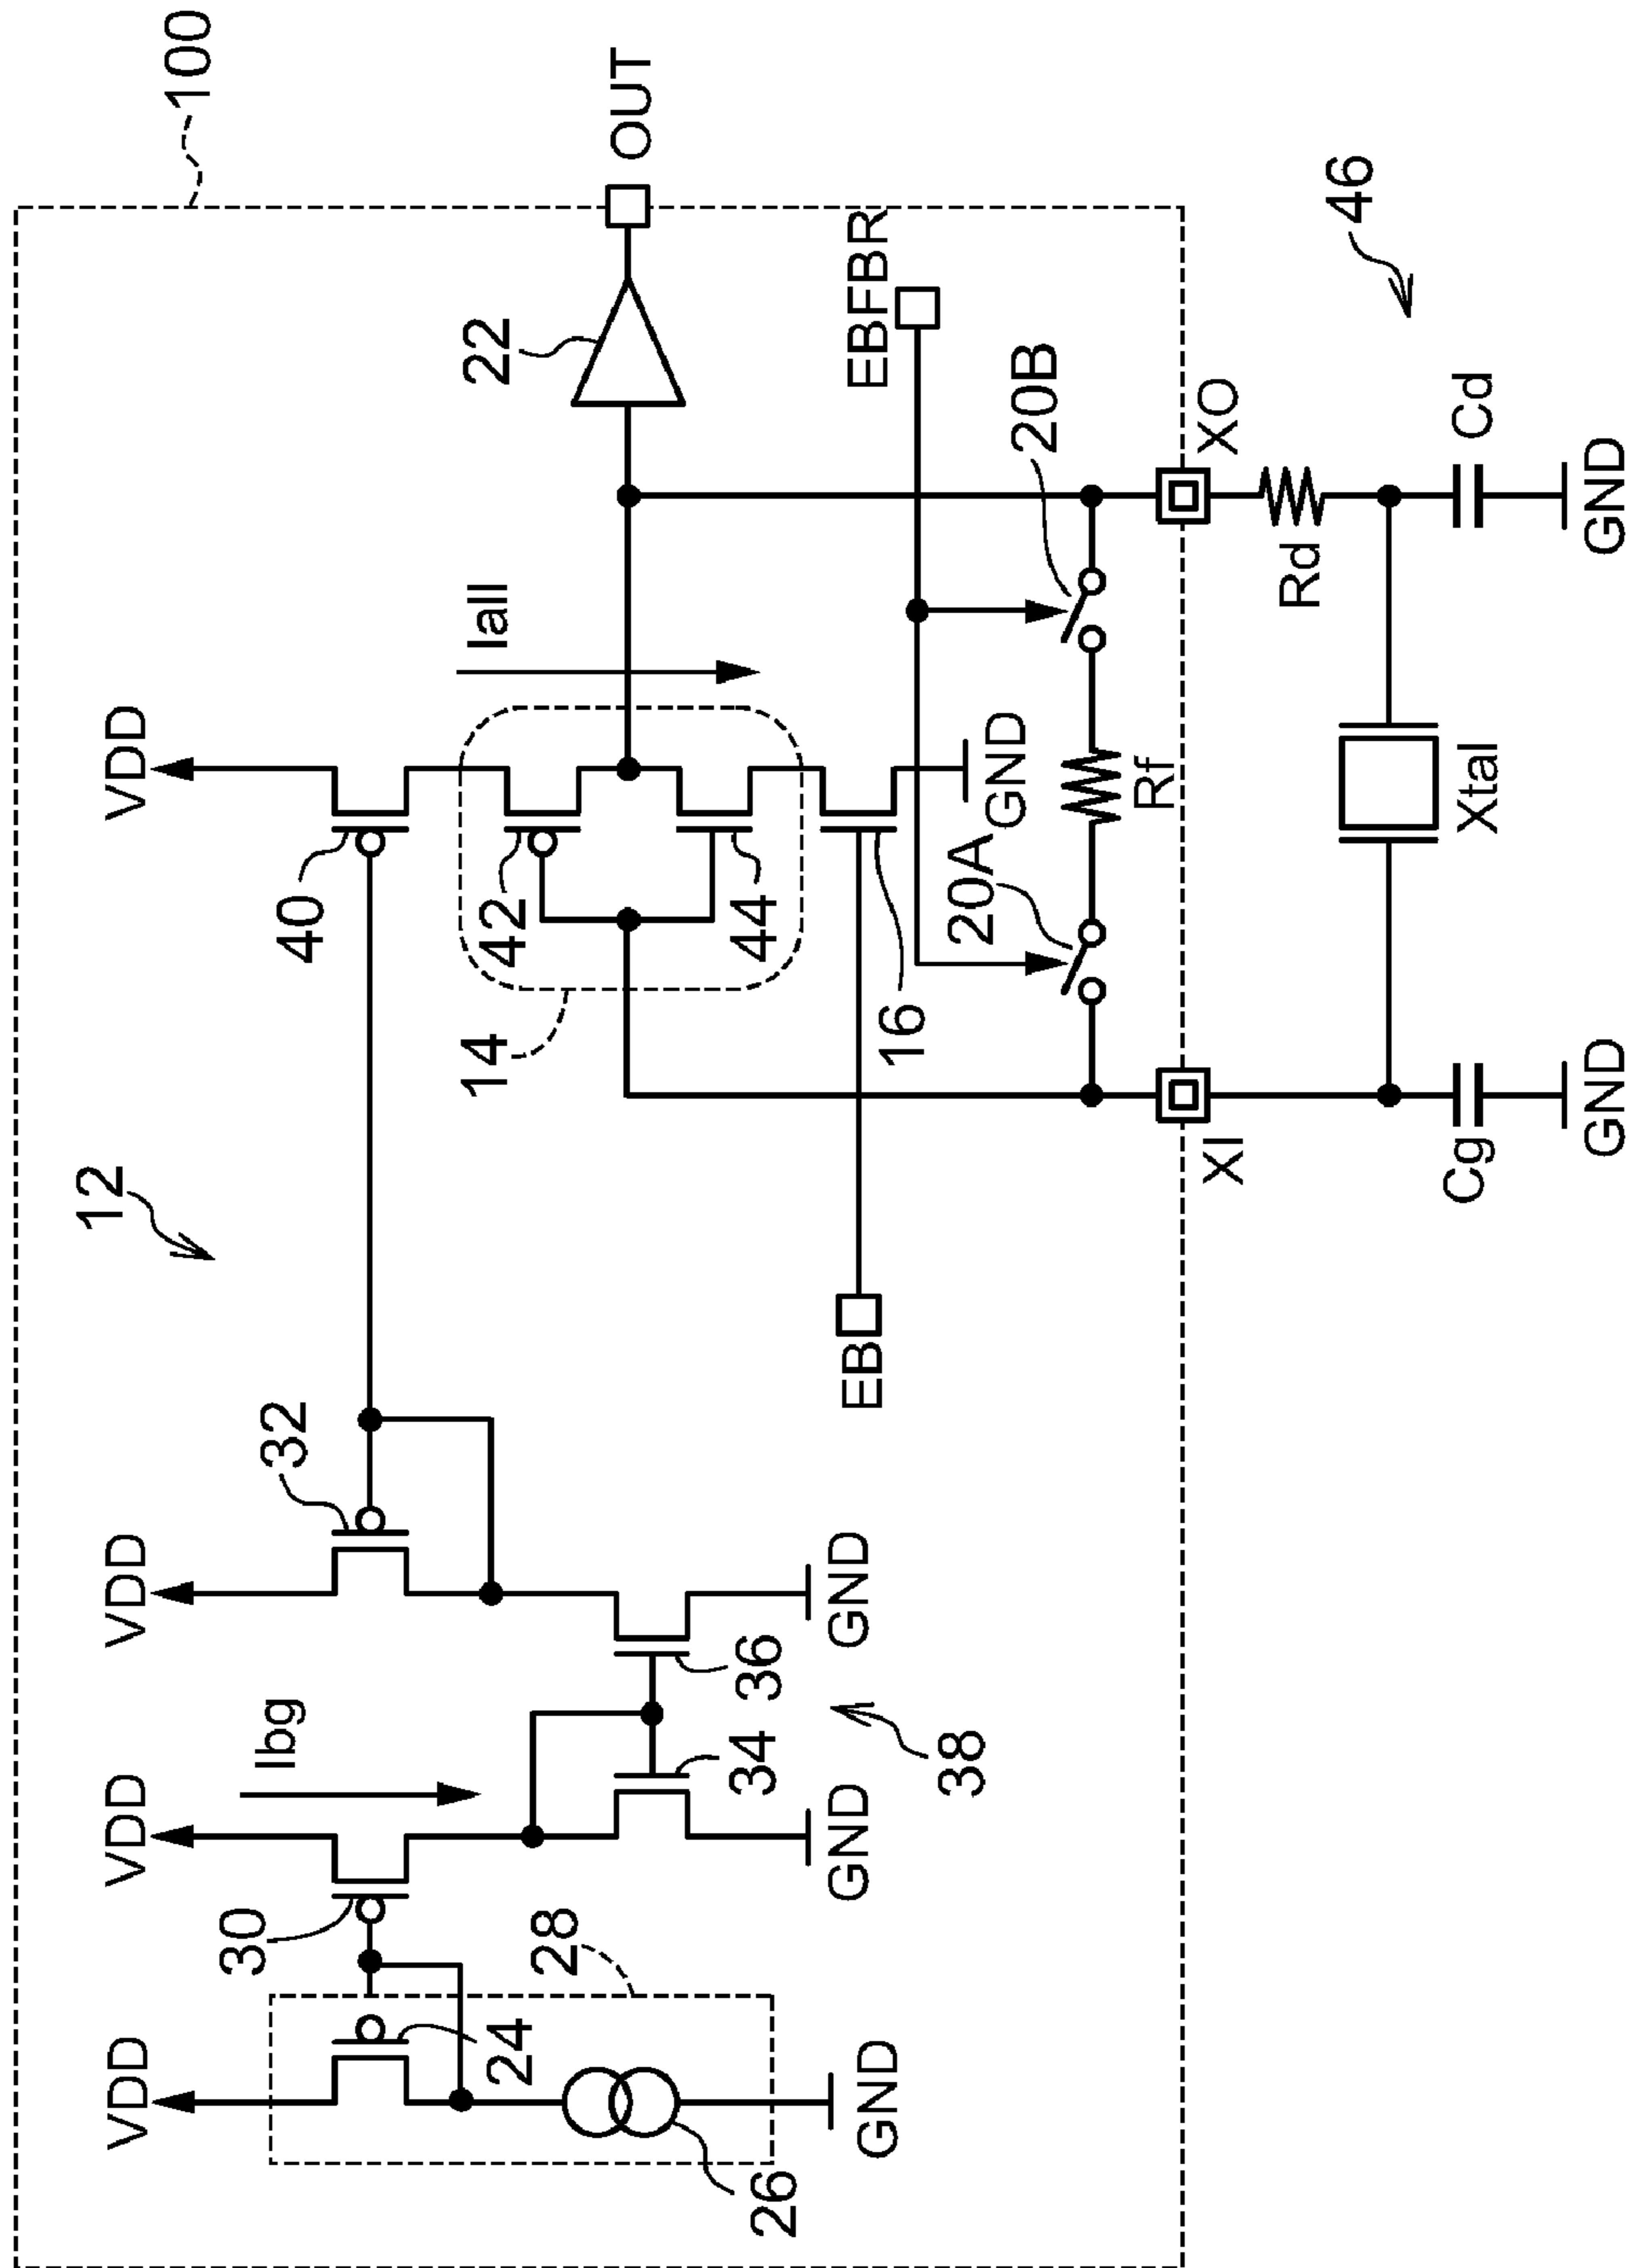 100
12
VDD
VDD
VDD
VDD
Ibg
Iall
30
32
40
22
OUT
28
24
26
GND
34
36
38
GND
GND
14
42
44
16
GND
EB
EBFBR
20A
20B
Rf
XI
XO
46
Rd
Xtal
Cg
Cd
GND
GND